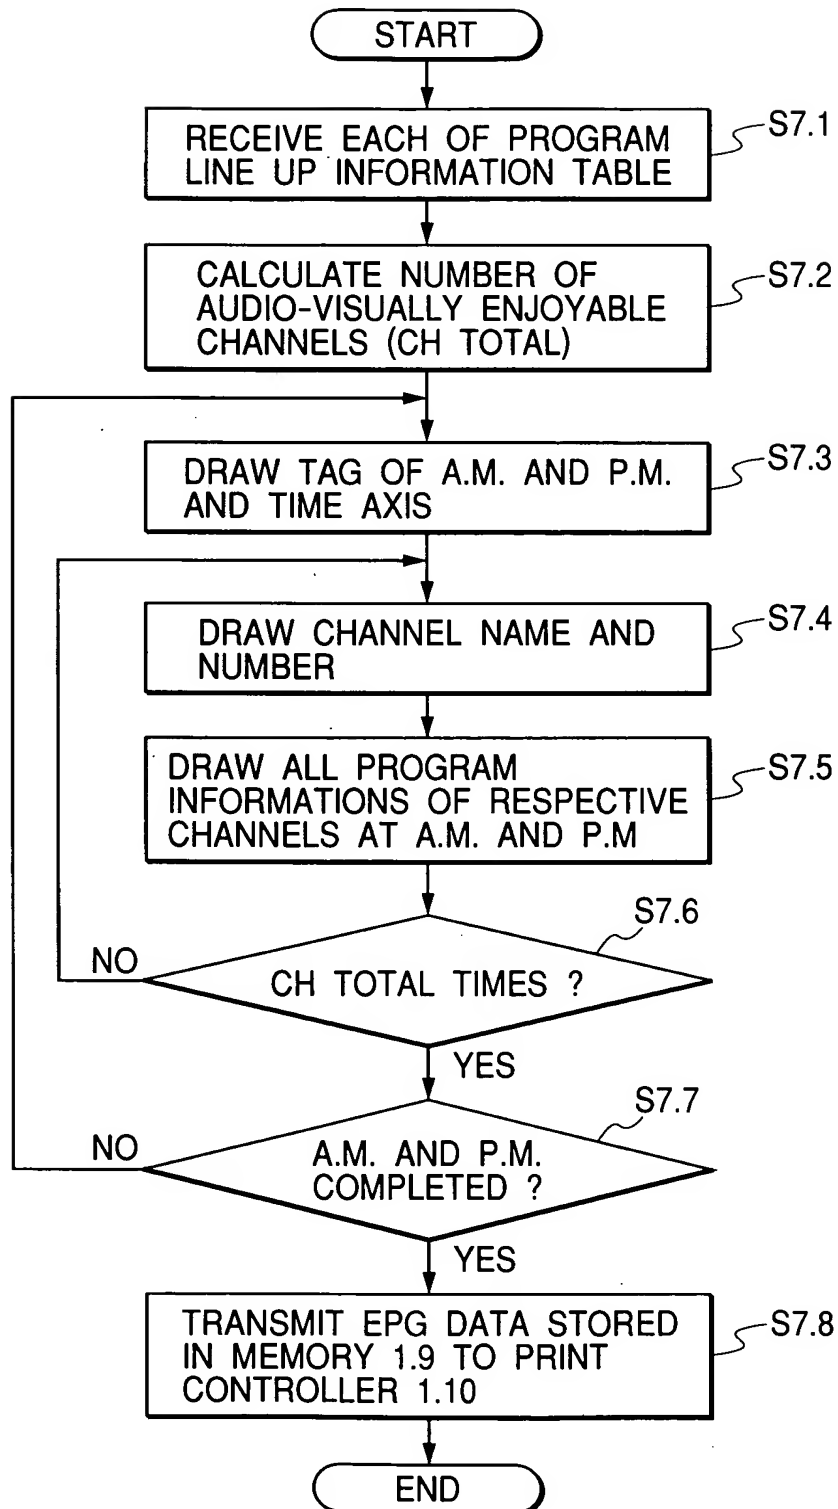 START
S7.1
RECEIVE EACH OF PROGRAM
LINE UP INFORMATION TABLE
S7.2
CALCULATE NUMBER OF
AUDIO-VISUALLY ENJOYABLE
CHANNELS (CH TOTAL)
S7.3
DRAW TAG OF A.M. AND P.M.
AND TIME AXIS
S7.4
DRAW CHANNEL NAME AND
NUMBER
S7.5
DRAW ALL PROGRAM
INFORMATIONS OF RESPECTIVE
CHANNELS AT A.M. AND P.M
S7.6
NO
CH TOTAL TIMES ?
YES
S7.7
NO
A.M. AND P.M.
COMPLETED ?
YES
S7.8
TRANSMIT EPG DATA STORED
IN MEMORY 1.9 TO PRINT
CONTROLLER 1.10
END